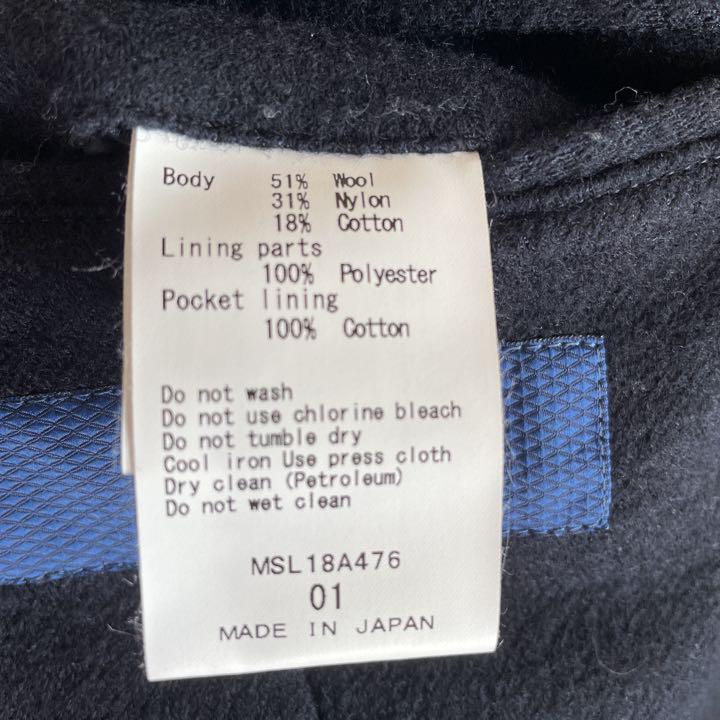 Body 51% Wool
31% Nylon
18% Cotton
Lining parts
100% Polyester
Pocket lining
100% Cotton
Do not wash
Do not use chlorine bleach
Do not tumble dry
Cool iron Use press cloth
Dry clean (Petroleum)
Do not wet clean
MSL18A476
01
MADE IN JAPAN